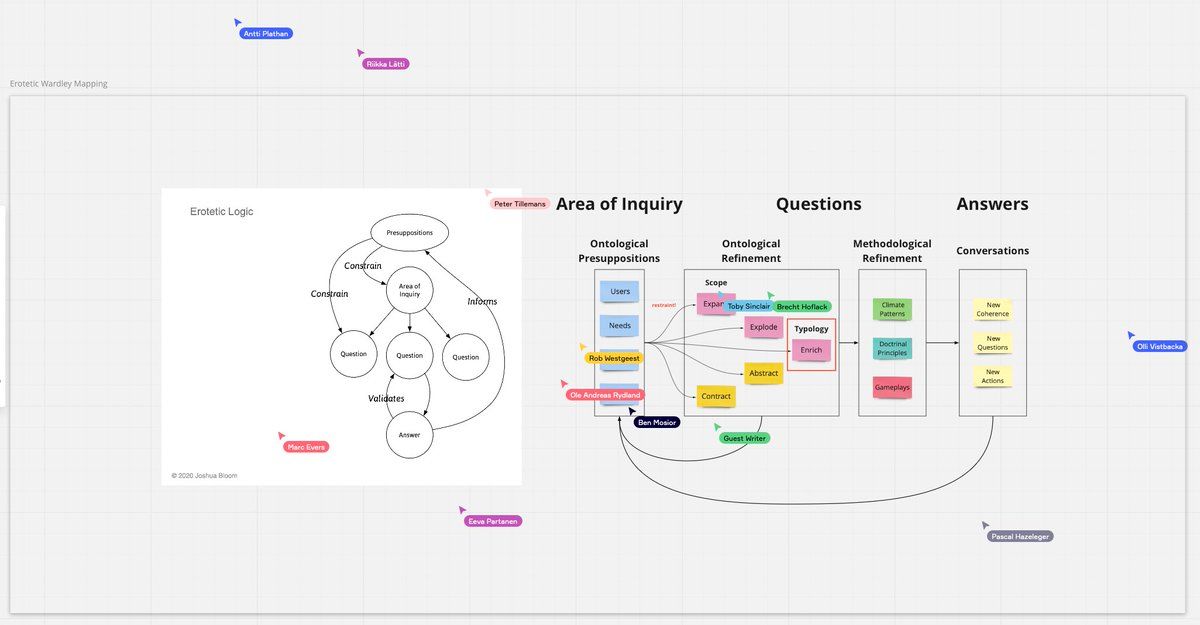 Antti Plathan
Riikka Lätti
Erotetic Wardley Mapping
Erotetic Logic
Presuppositions
Constrain
Constrain
Area of
Inquiry
Informs
Question
Question
Question
Validates
Answer
© 2020 Joshua Bloom
Marc Evers
Eeva Partanen
Peter Tillemans
Area of Inquiry
Questions
Answers
Ontological
Presuppositions
Users
Needs
Rob Westgeest
Ole Andreas Rydland
Ben Mosior
restraint!
Ontological
Refinement
Scope
Toby Sinclair
Brecht Hoflack
Explode
Typology
Enrich
Abstract
Contract
Guest Writer
Methodological
Refinement
Climate
Patterns
Doctrinal
Principles
Gameplays
Conversations
New
Coherence
New
Questions
New
Actions
Olli Vistbacka
Pascal Hazeleger